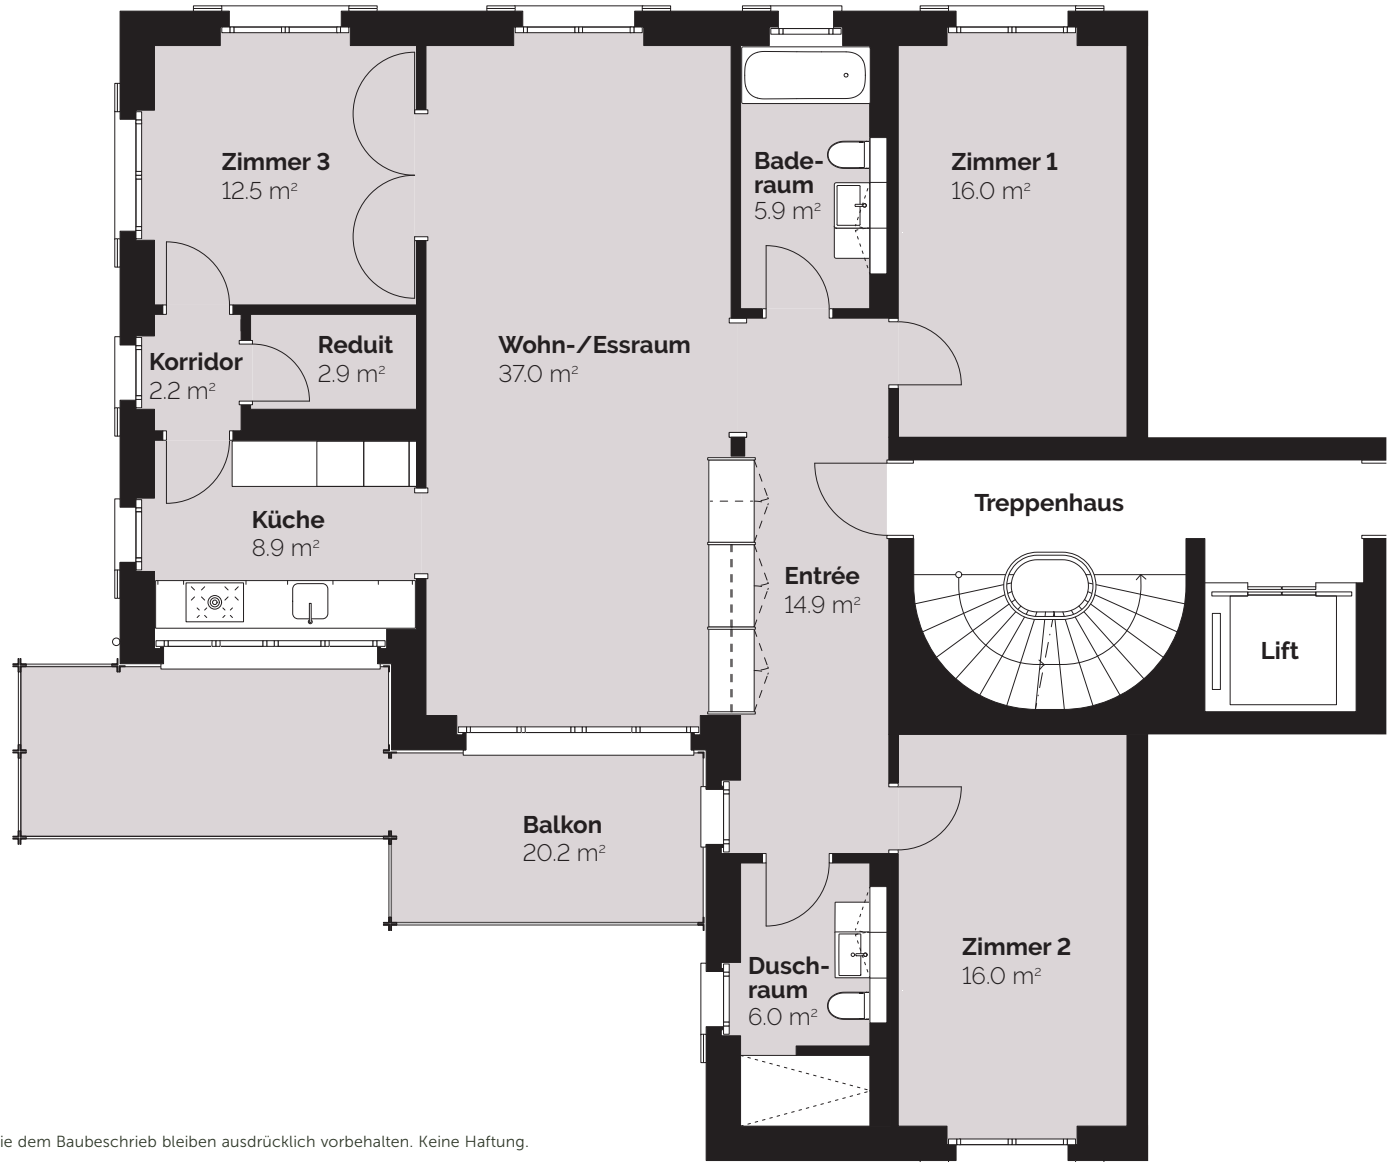 Zimmer 3
12.5 m²
Bade-
raum
5.9 m²
Zimmer 1
16.0 m²
Korridor
2.2 m²
Reduit
2.9 m²
Wohn-/Essraum
37.0 m²
Küche
8.9 m²
Treppenhaus
Entrée
14.9 m²
Lift
Balkon
20.2 m²
Dusch-
raum
6.0 m²
Zimmer 2
16.0 m²
ie dem Baubeschrieb bleiben ausdrücklich vorbehalten. Keine Haftung.